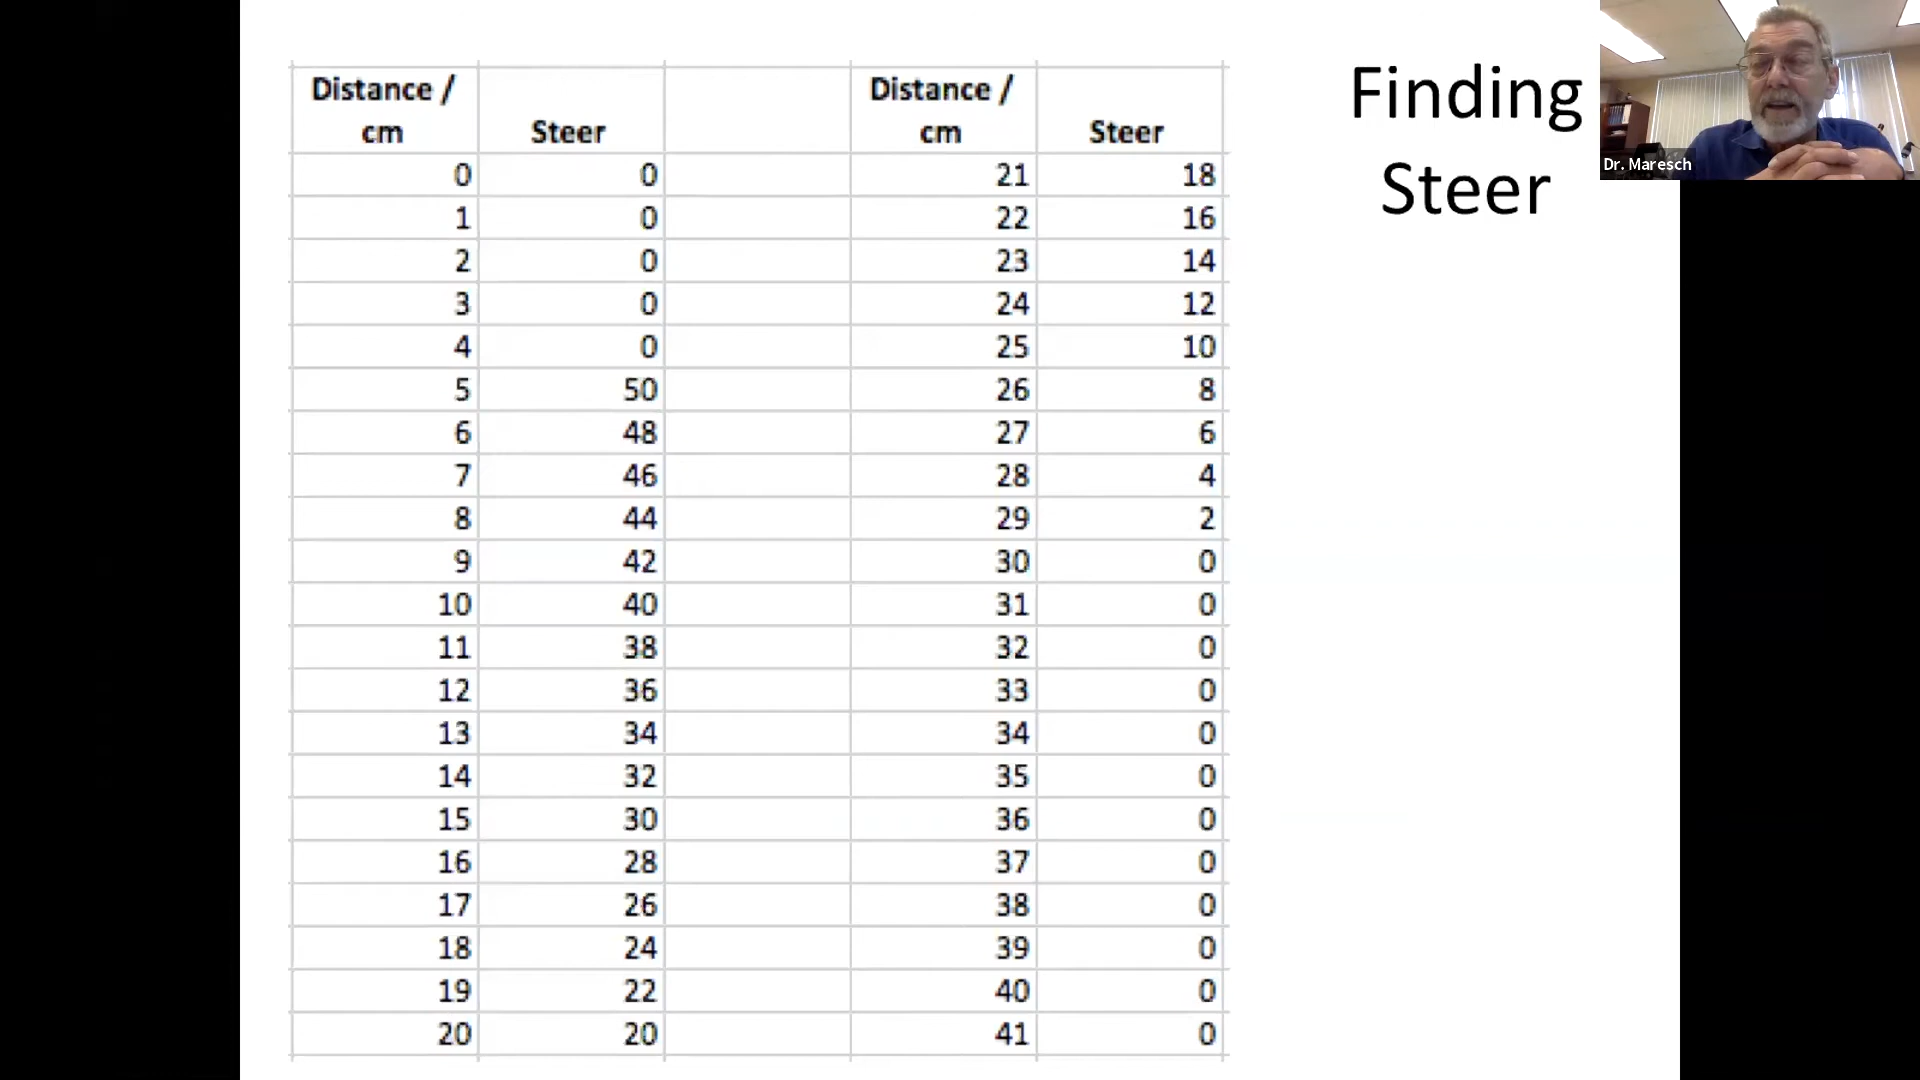 Finding
Steer
Dr. Maresch
Distance / Distance /
cm Steer cm Steer
0 0 21 18
1 0 22 16
2 0 23 14
3 0 24 12
4 0 25 10
5 50 26 8
6 48 27 6
7 46 28 4
8 44 29 2
9 42 30 0
10 40 31 0
11 38 32 0
12 36 33 0
13 34 34 0
14 32 35 0
15 30 36 0
16 28 37 0
17 26 38 0
18 24 39 0
19 22 40 0
20 20 41 0